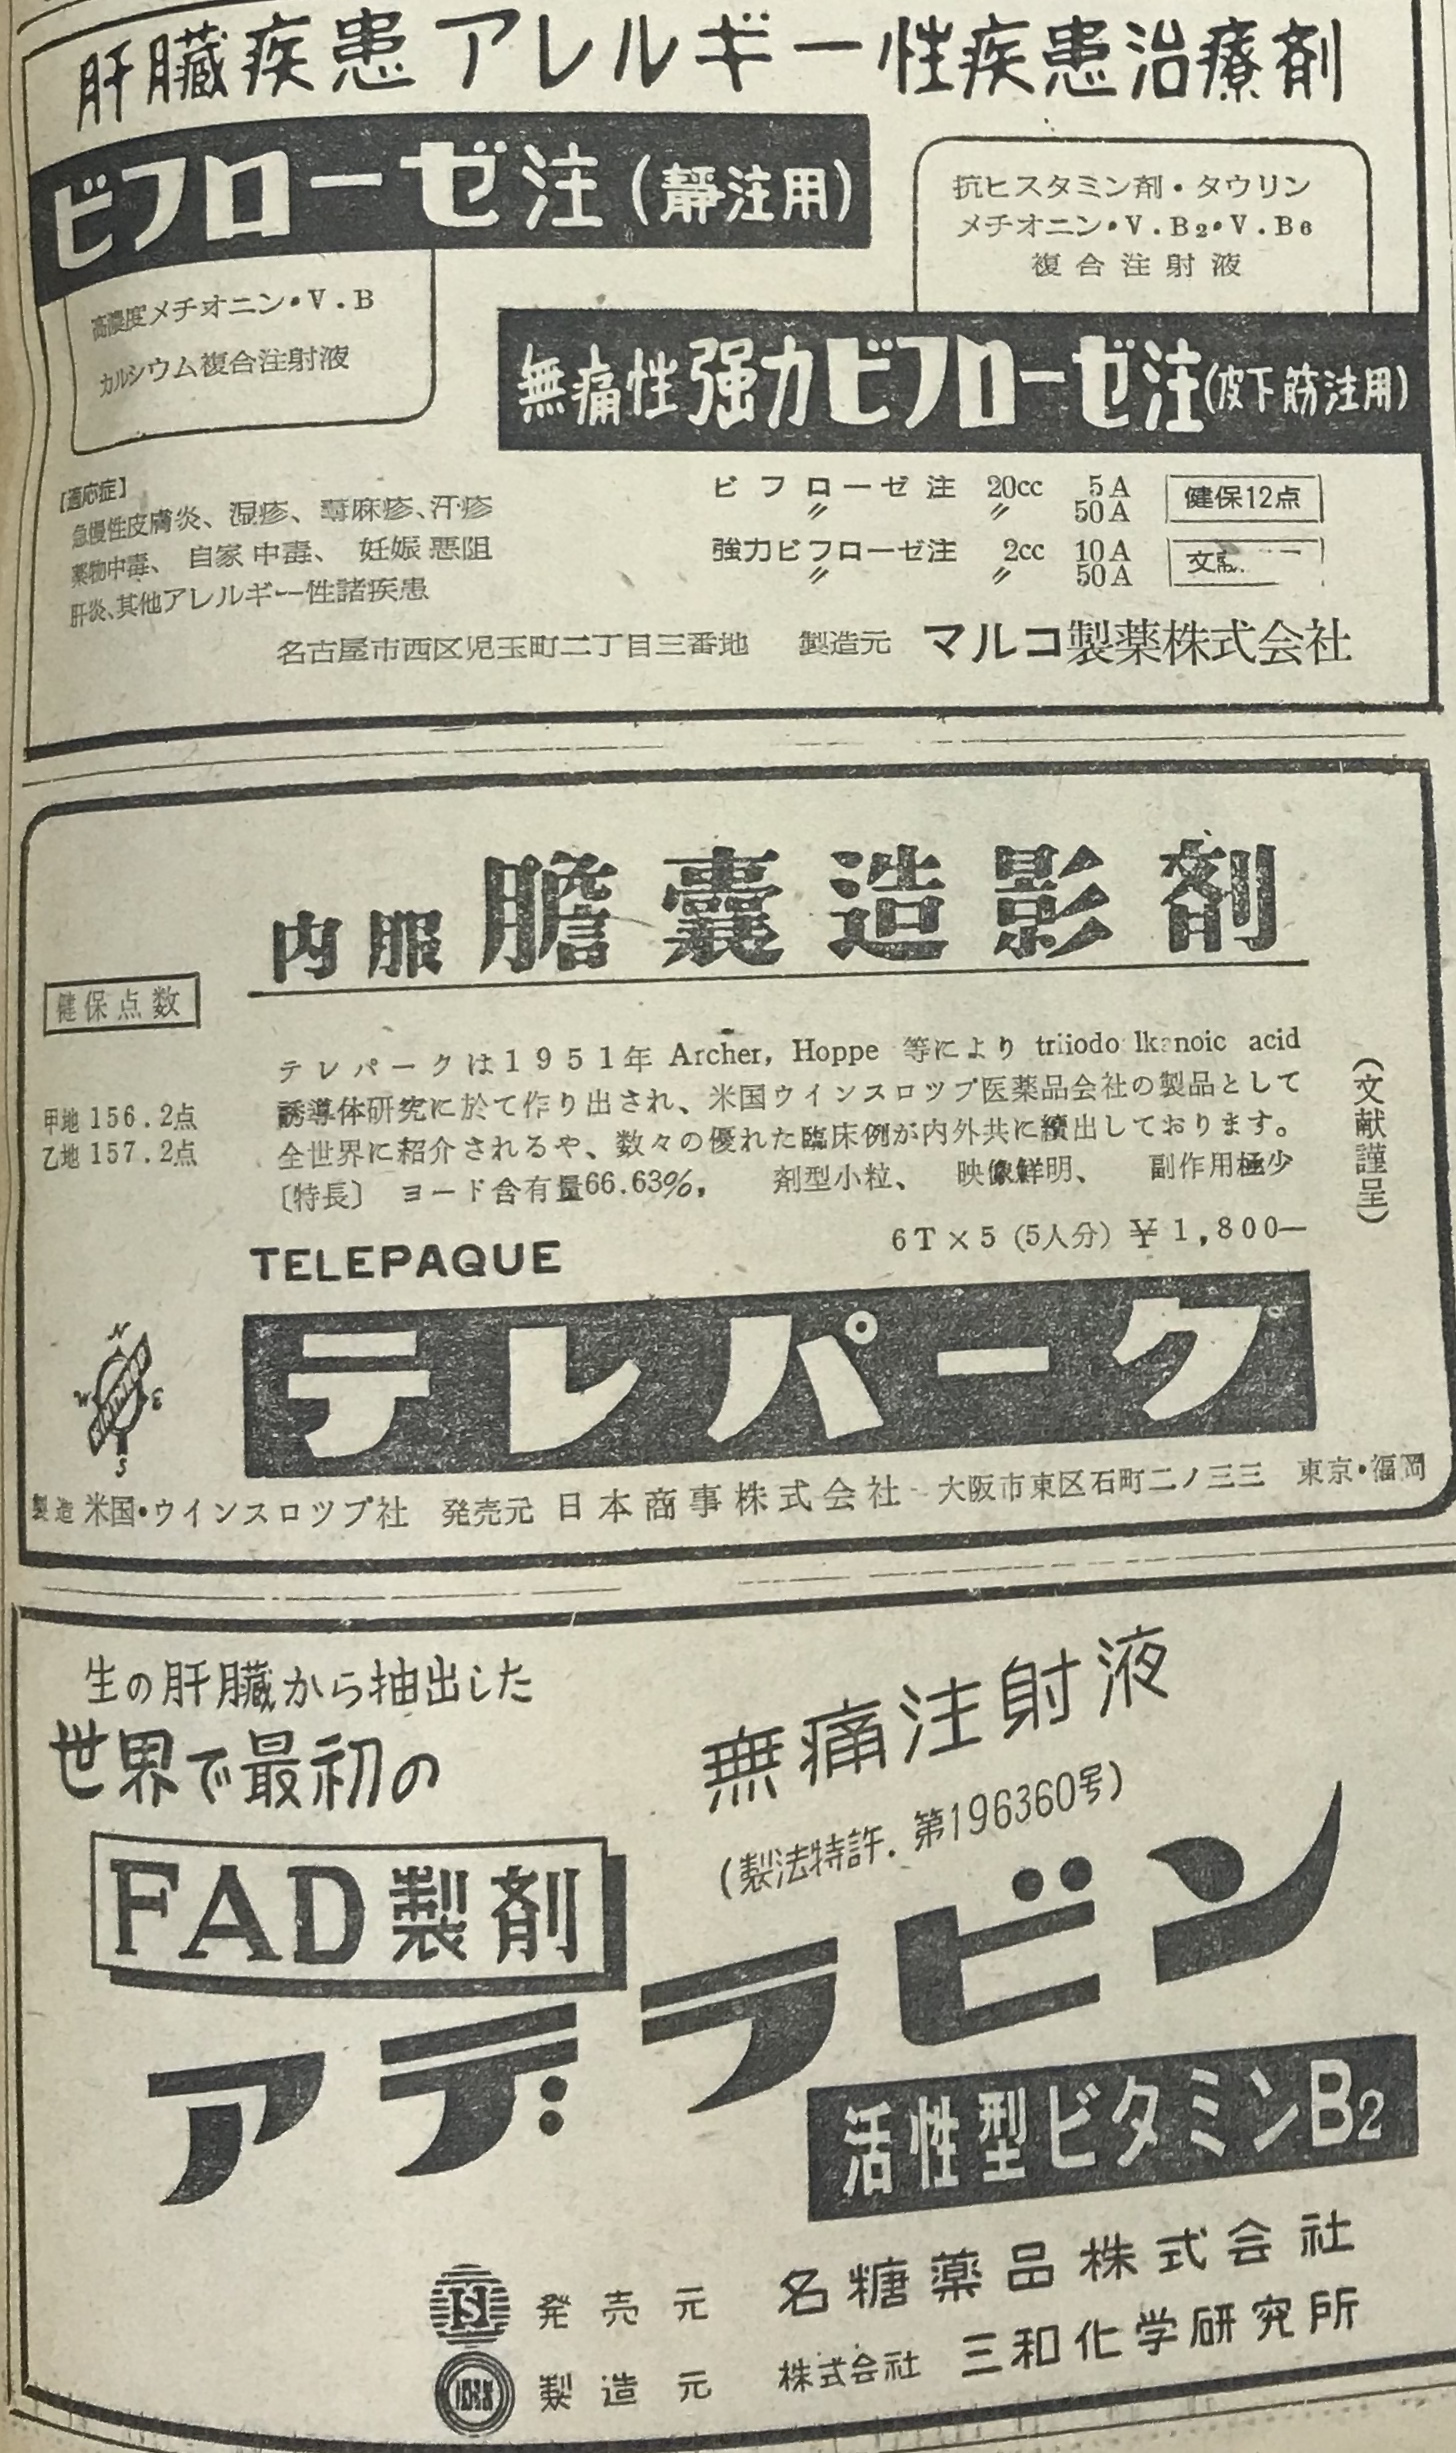 肝臓疾患アレルギー性疾患治療剤
ビフローゼ注(靜注用)
高濃度メチオニン・V.B
カルシウム複合注射液
抗ヒスタミン剤・タウリン
メチオニン・V.B2・V.B6
複合注射液
無痛性強力ビフローゼ注(皮下筋注用)
【適応症】
急慢性皮膚炎、湿疹、蕁麻疹、汗疹
薬物中毒、自家中毒、妊娠悪阻
肝炎、其他アレルギー性諸疾患
ビフローゼ注 20cc 5A
〃 〃 50A
強力ビフローゼ注 2cc 10A
〃 〃 50A
健保12点
文
名古屋市西区児玉町二丁目三番地 製造元 マルコ製薬株式会社
内服膽嚢造影剤
健保点数
甲地 156.2点
乙地 157.2点
テレパークは1951年 Archer, Hoppe 等により triiodo lkanoic acid
誘導体研究に於て作り出され、米国ウインスロツプ医薬品会社の製品として
全世界に紹介されるや、数々の優れた臨床例が内外共に續出しております。
〔特長〕 ヨード含有量66.63%, 剤型小粒、 映像鮮明、 副作用極少
6T×5 (5人分) ¥1,800—
(文献謹呈)
TELEPAQUE
テレパーク
N
W
E
S
製造 米国・ウインスロツプ社 発売元 日本商事株式会社 大阪市東区石町二ノ三三 東京・福岡
生の肝臓から抽出した
世界で最初の
FAD製剤
無痛注射液
(製法特許.第196360号)
アデラビン
活性型ビタミンB2
発売元 名糖薬品株式会社
製造元 株式会社 三和化学研究所